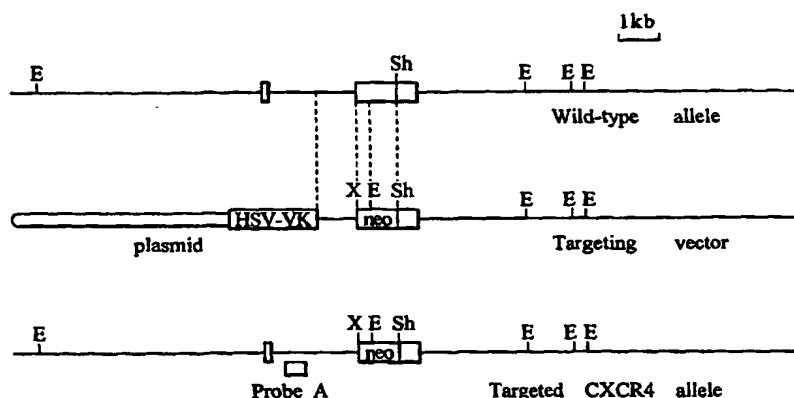 1kb
E Sh E E E
Wild-type allele
X E Sh E E E
HSV-VK neo
plasmid Targeting vector
E X E Sh E E E
neo
Probe A Targeted CXCR4 allele